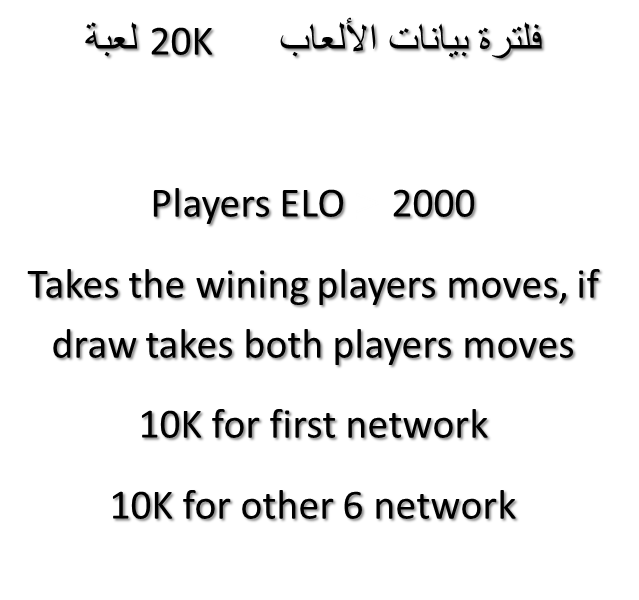 فلترة بيانات الألعاب 20K لعبة
Players ELO 2000
Takes the wining players moves, if
draw takes both players moves
10K for first network
10K for other 6 network